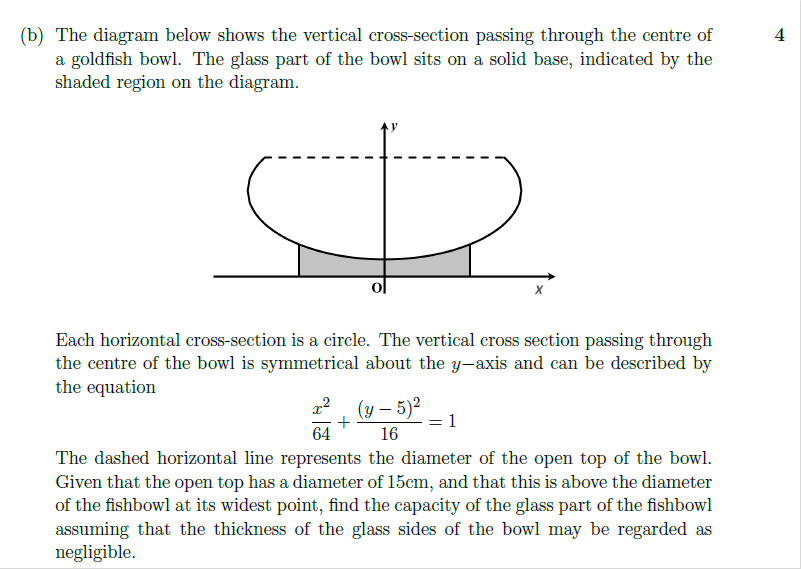 (b) The diagram below shows the vertical cross-section passing through the centre of 4
a goldfish bowl. The glass part of the bowl sits on a solid base, indicated by the
shaded region on the diagram.
y
O
x
Each horizontal cross-section is a circle. The vertical cross section passing through
the centre of the bowl is symmetrical about the y−axis and can be described by
the equation
x²/64 + (y − 5)²/16 = 1
The dashed horizontal line represents the diameter of the open top of the bowl.
Given that the open top has a diameter of 15cm, and that this is above the diameter
of the fishbowl at its widest point, find the capacity of the glass part of the fishbowl
assuming that the thickness of the glass sides of the bowl may be regarded as
negligible.